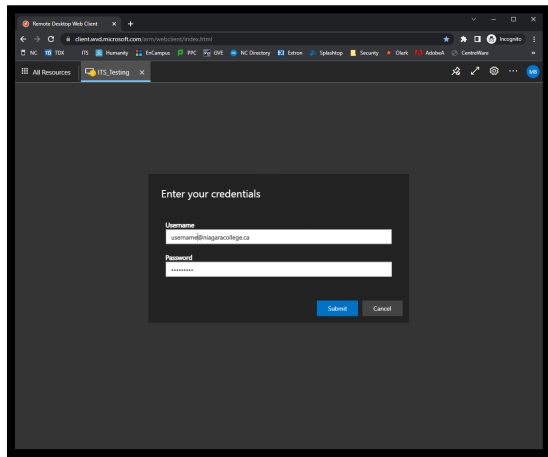 Remote Desktop Web Client
client.wvd.microsoft.com/arm/webclient/index.html
Incognito
NC TDX ITS Humanity EnCampus PPC GVE NC Directory Extron Splashtop Security Olark AdobeA CentreWare
All Resources ITS_Testing MB
Enter your credentials
Username
username@niagaracollege.ca
Password
Submit Cancel